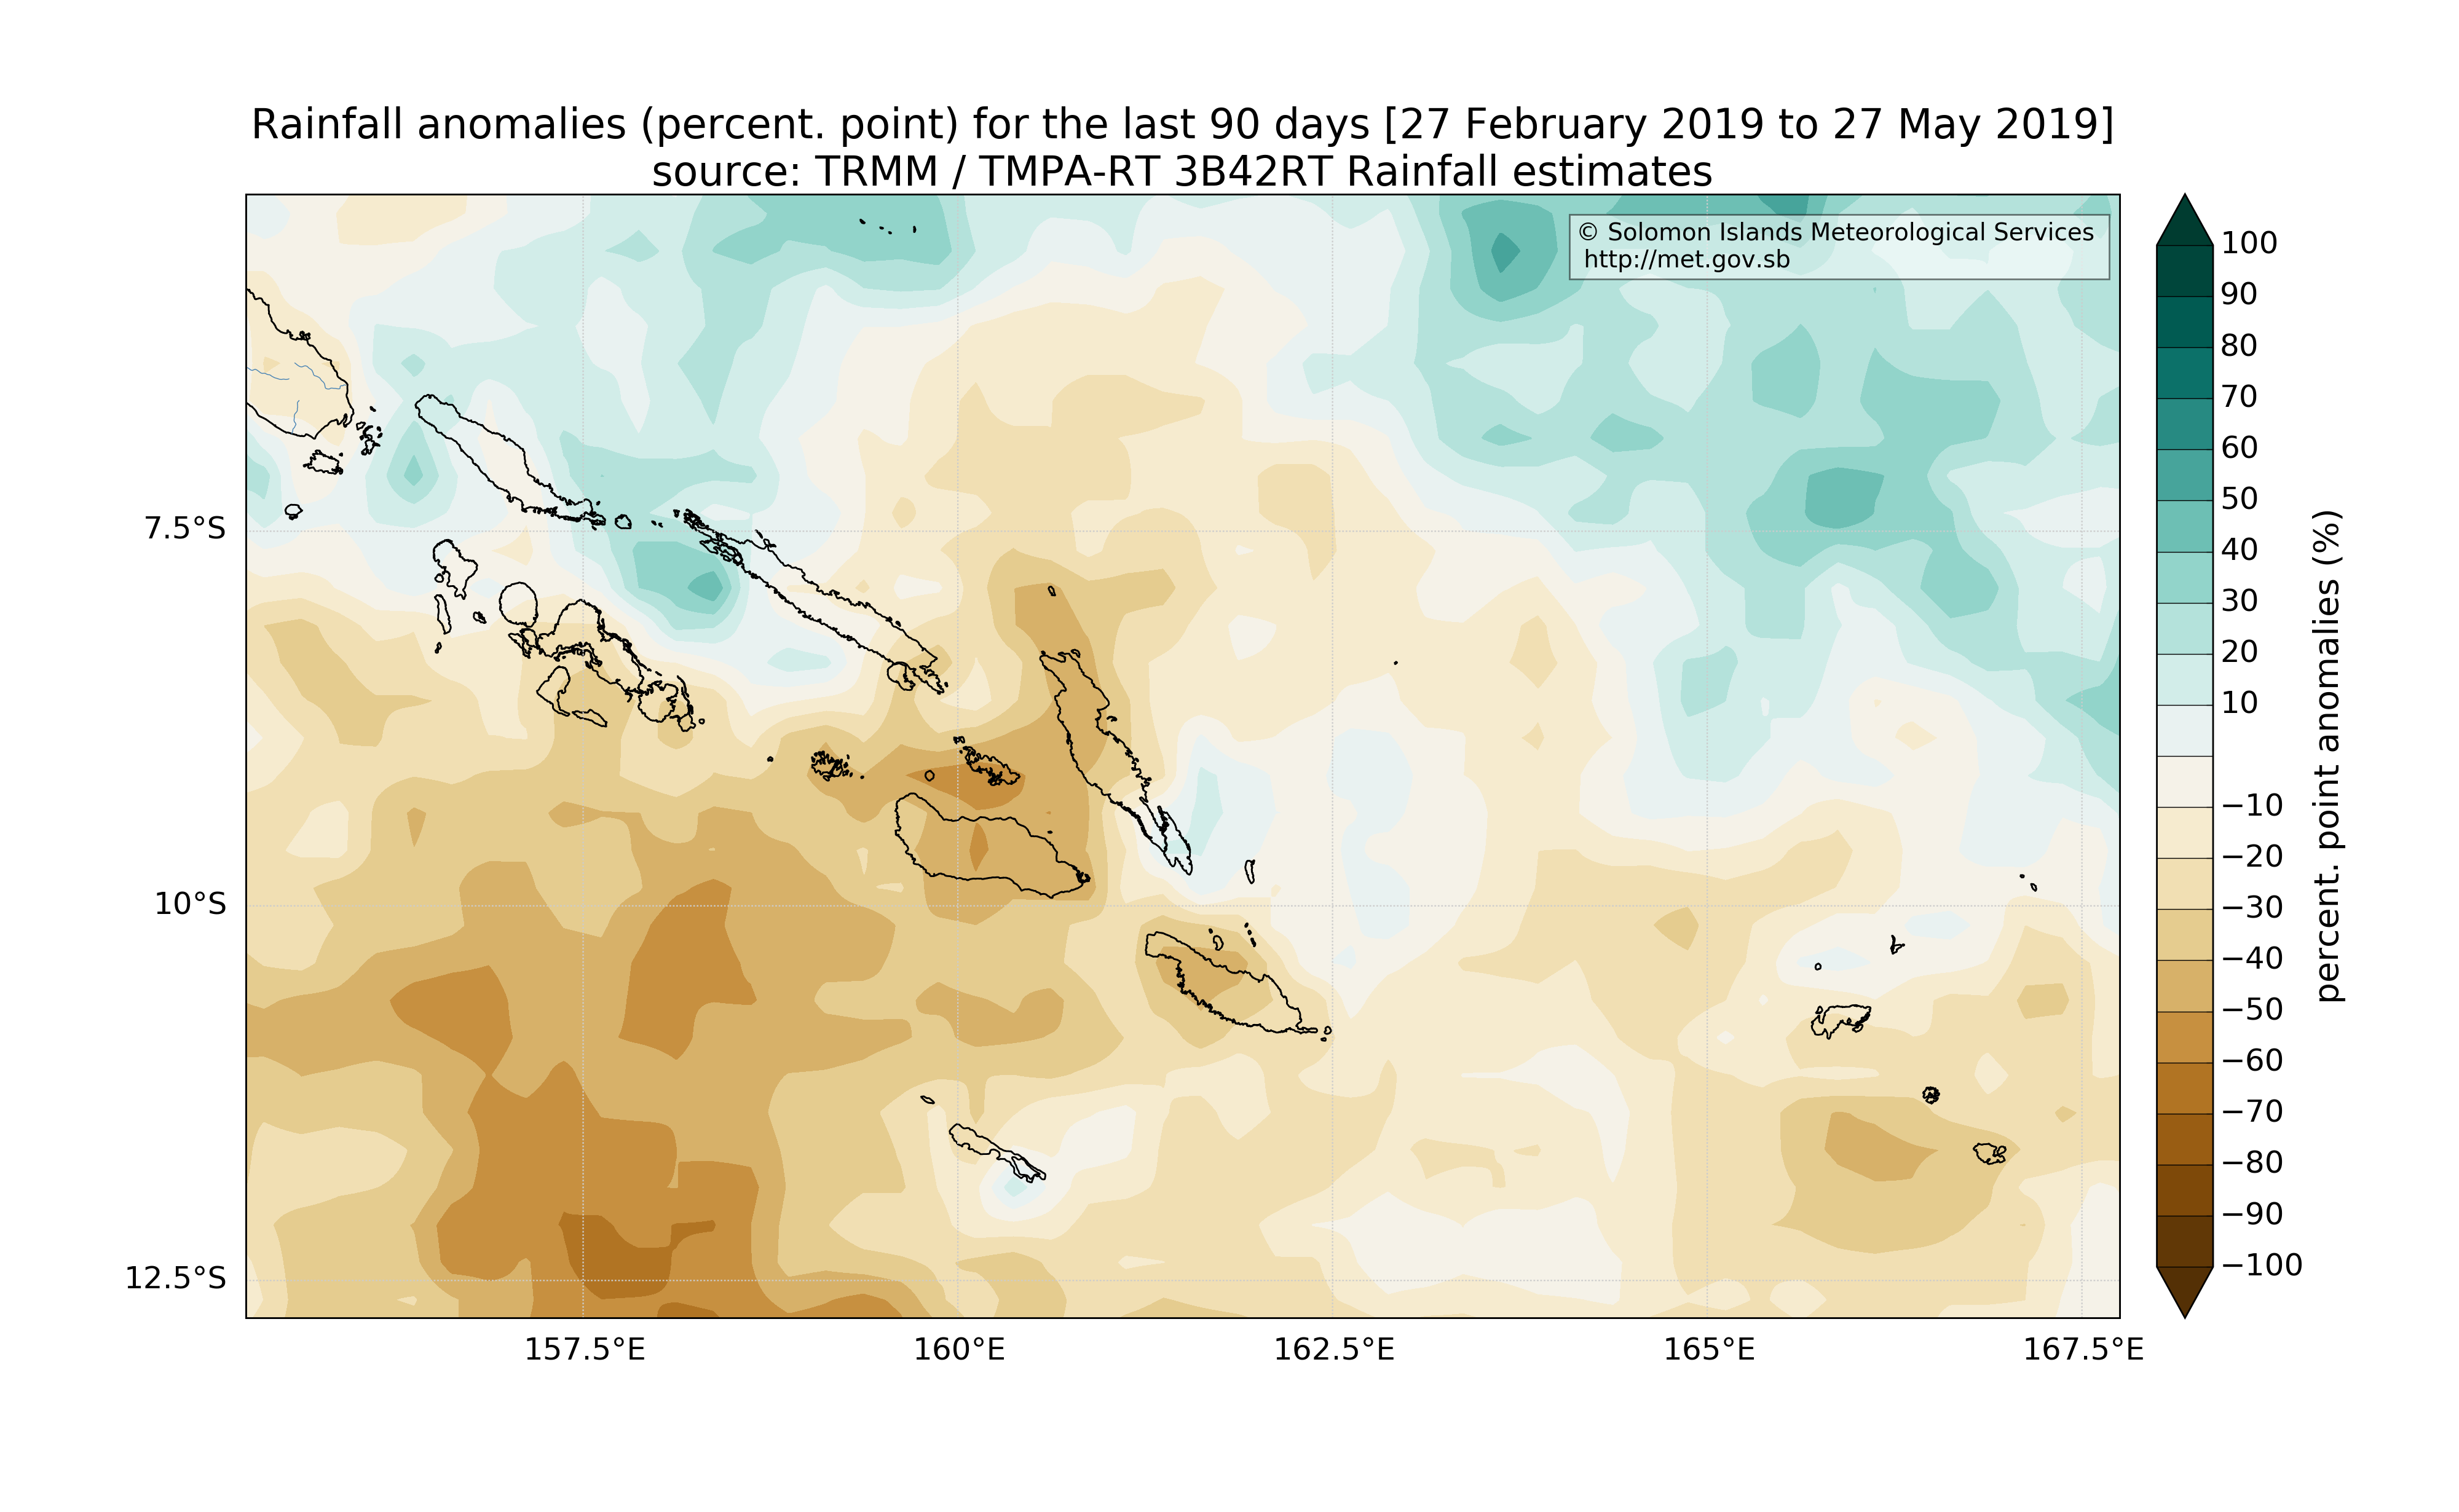 Rainfall anomalies (percent. point) for the last 90 days [27 February 2019 to 27 May 2019]
source: TRMM / TMPA-RT 3B42RT Rainfall estimates
© Solomon Islands Meteorological Services
http://met.gov.sb
7.5°S
10°S
12.5°S
157.5°E
160°E
162.5°E
165°E
167.5°E
100
90
80
70
60
50
40
30
20
10
−10
−20
−30
−40
−50
−60
−70
−80
−90
−100
percent. point anomalies (%)